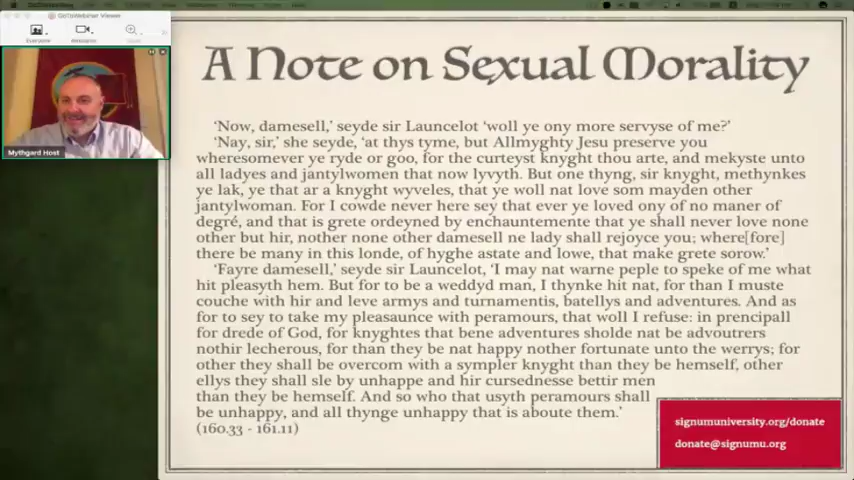 GoToWebinar Viewer
Everyone
Mythgard Host
A Note on Sexual Morality
‘Now, damesell,’ seyde sir Launcelot ‘woll ye ony more servyse of me?’
‘Nay, sir,’ she seyde, ‘at thys tyme, but Allmyghty Jesu preserve you
wheresomever ye ryde or goo, for the curteyst knyght thou arte, and mekyste unto
all ladyes and jantylwomen that now lyvyth. But one thyng, sir knyght, methynkes
ye lak, ye that ar a knyght wyveles, that ye woll nat love som mayden other
jantylwoman. For I cowde never here sey that ever ye loved ony of no maner of
degré, and that is grete ordeyned by enchauntemente that ye shall never love none
other but hir, nother none other damesell ne lady shall rejoyce you; where[fore]
there be many in this londe, of hyghe astate and lowe, that make grete sorow.’
‘Fayre damesell,’ seyde sir Launcelot, ‘I may nat warne peple to speke of me what
hit pleasyth hem. But for to be a weddyd man, I thynke hit nat, for than I muste
couche with hir and leve armys and turnamentis, batellys and adventures. And as
for to sey to take my pleasaunce with peramours, that woll I refuse: in prencipall
for drede of God, for knyghtes that bene adventures sholde nat be advoutrers
nothir lecherous, for than they be nat happy nother fortunate unto the werrys; for
other they shall be overcom with a sympler knyght than they be hemself, other
ellys they shall sle by unhappe and hir cursednesse bettir men
than they be hemself. And so who that usyth peramours shall
be unhappy, and all thynge unhappy that is aboute them.’
(160.33 - 161.11)
signumuniversity.org/donate
donate@signumu.org